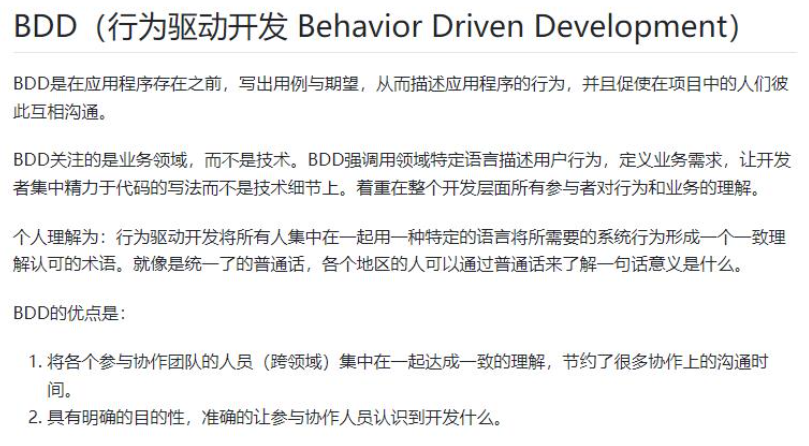 BDD（行为驱动开发 Behavior Driven Development）
BDD是在应用程序存在之前，写出用例与期望，从而描述应用程序的行为，并且促使在项目中的人们彼
此互相沟通。
BDD关注的是业务领域，而不是技术。BDD强调用领域特定语言描述用户行为，定义业务需求，让开发
者集中精力于代码的写法而不是技术细节上。着重在整个开发层面所有参与者对行为和业务的理解。
个人理解为：行为驱动开发将所有人集中在一起用一种特定的语言将所需要的系统行为形成一个一致理
解认可的术语。就像是统一了的普通话，各个地区的人可以通过普通话来了解一句话意义是什么。
BDD的优点是：
1. 将各个参与协作团队的人员（跨领域）集中在一起达成一致的理解，节约了很多协作上的沟通时
间。
2. 具有明确的目的性，准确的让参与协作人员认识到开发什么。